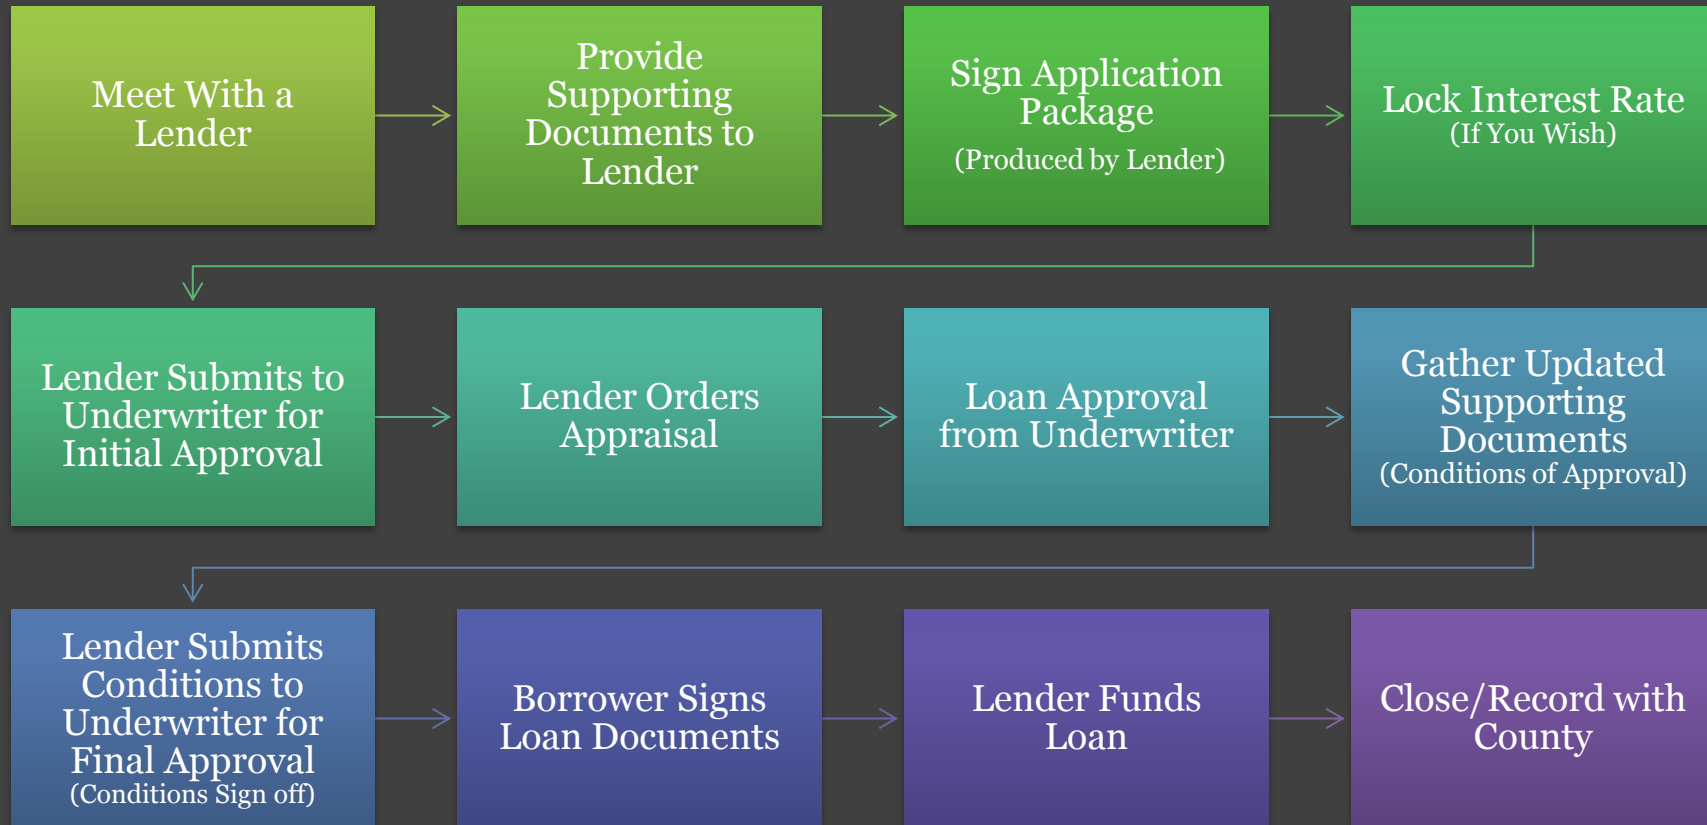 Meet With a
Lender
Provide
Supporting
Documents to
Lender
Sign Application
Package
(Produced by Lender)
Lock Interest Rate
(If You Wish)
Lender Submits to
Underwriter for
Initial Approval
Lender Orders
Appraisal
Loan Approval
from Underwriter
Gather Updated
Supporting
Documents
(Conditions of Approval)
Lender Submits
Conditions to
Underwriter for
Final Approval
(Conditions Sign off)
Borrower Signs
Loan Documents
Lender Funds
Loan
Close/Record with
County